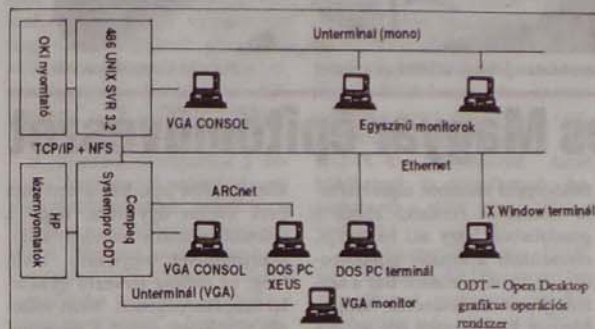 OKI nyomtató
486 UNIX SVR 3.2
Unterminál (mono)
VGA CONSOL
Egyszínű monitorok
TCP/IP + NFS
Ethernet
HP
lézernyomtatók
Compaq
Systempro ODT
ARCnet
X Window terminál
VGA CONSOL
DOS PC
XEUS
DOS PC terminál
Unterminál (VGA)
VGA monitor
ODT – Open Desktop
grafikus operációs
rendszer